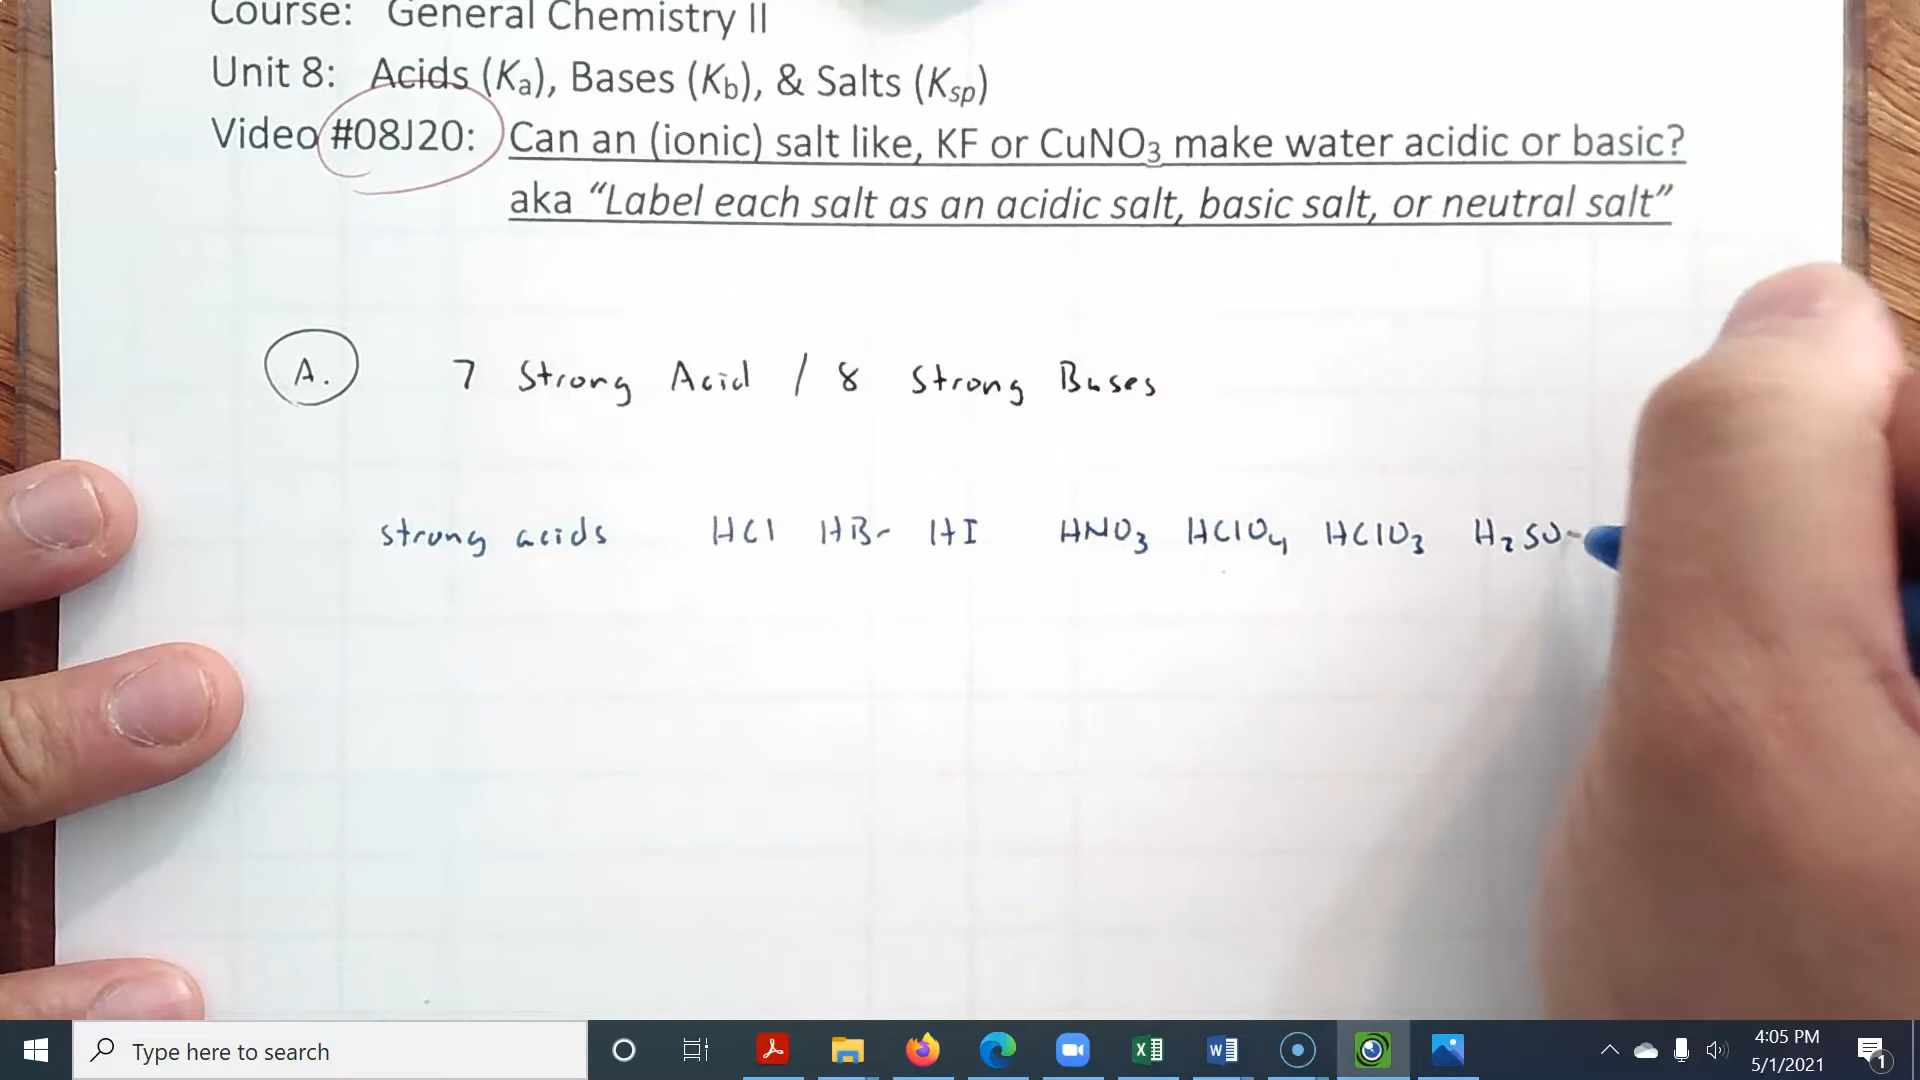 Course: General Chemistry II
Unit 8: Acids (Ka), Bases (Kb), & Salts (Ksp)
Video #08J20: Can an (ionic) salt like, KF or CuNO3 make water acidic or basic?
aka “Label each salt as an acidic salt, basic salt, or neutral salt”
A. 7 Strong Acid / 8 Strong Bases
strong acids HCl HBr HI HNO3 HClO4 HClO3 H2SO
Type here to search
4:05 PM
5/1/2021
1